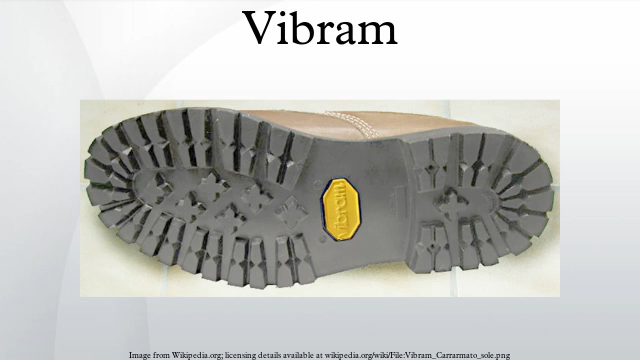 Vibram
vibram
Image from Wikipedia.org; licensing details available at wikipedia.org/wiki/File:Vibram_Carrarmato_sole.png